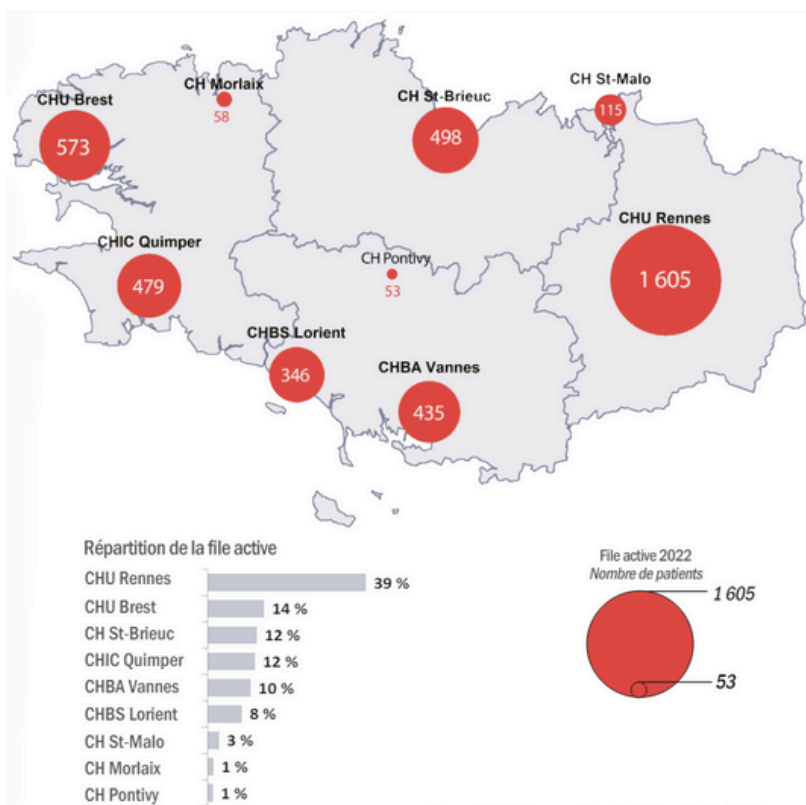 CH Morlaix
58
CHU Brest
573
CH St-Brieuc
498
CH St-Malo
115
CHU Rennes
1 605
CHIC Quimper
479
CH Pontivy
53
CHBS Lorient
346
CHBA Vannes
435
Répartition de la file active
CHU Rennes 39 %
CHU Brest 14 %
CH St-Brieuc 12 %
CHIC Quimper 12 %
CHBA Vannes 10 %
CHBS Lorient 8 %
CH St-Malo 3 %
CH Morlaix 1 %
CH Pontivy 1 %
File active 2022
Nombre de patients
1 605
53